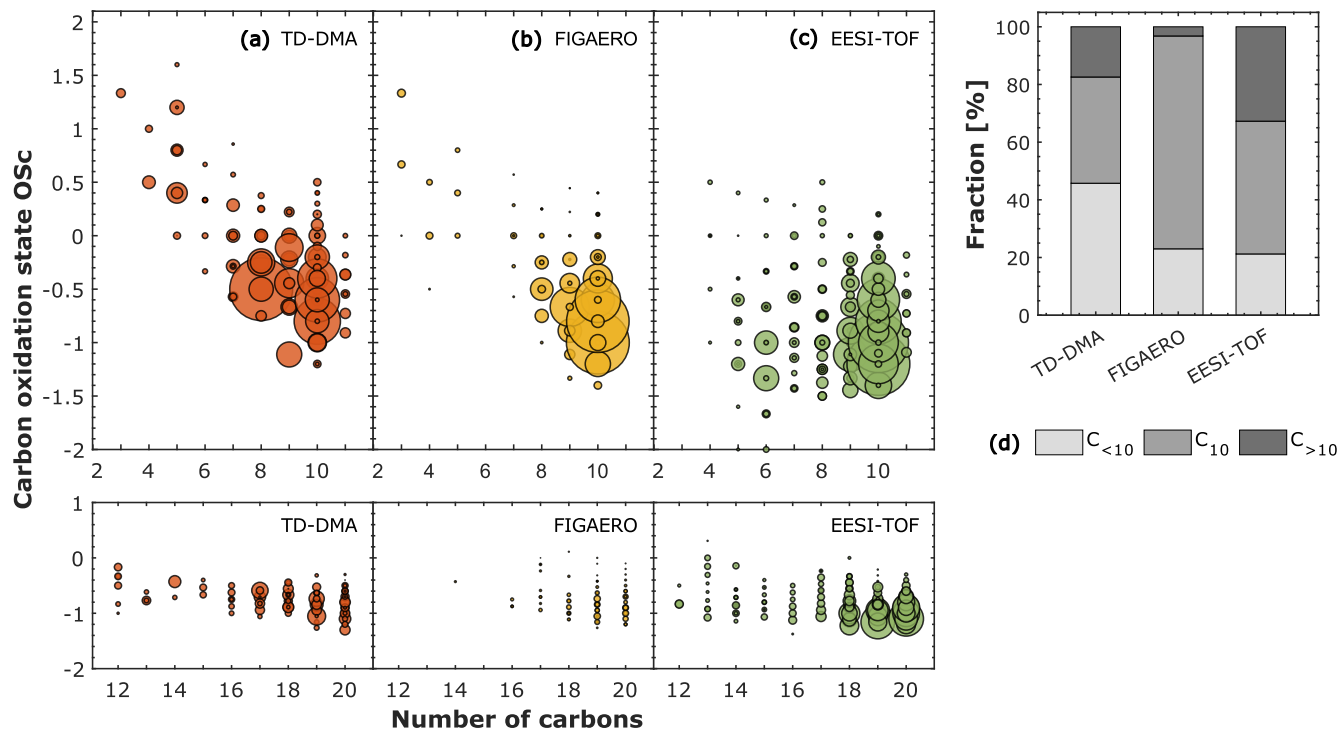 (a) TD-DMA
(b) FIGAERO
(c) EESI-TOF
Carbon oxidation state OSc
2
1.5
1
0.5
0
-0.5
-1
-1.5
-2
2 4 6 8 10
2 4 6 8 10
2 4 6 8 10
TD-DMA
FIGAERO
EESI-TOF
1
0
-1
-2
12 14 16 18 20
12 14 16 18 20
12 14 16 18 20
Number of carbons
Fraction [%]
100
80
60
40
20
0
TD-DMA
FIGAERO
EESI-TOF
(d) C<10 C10 C>10